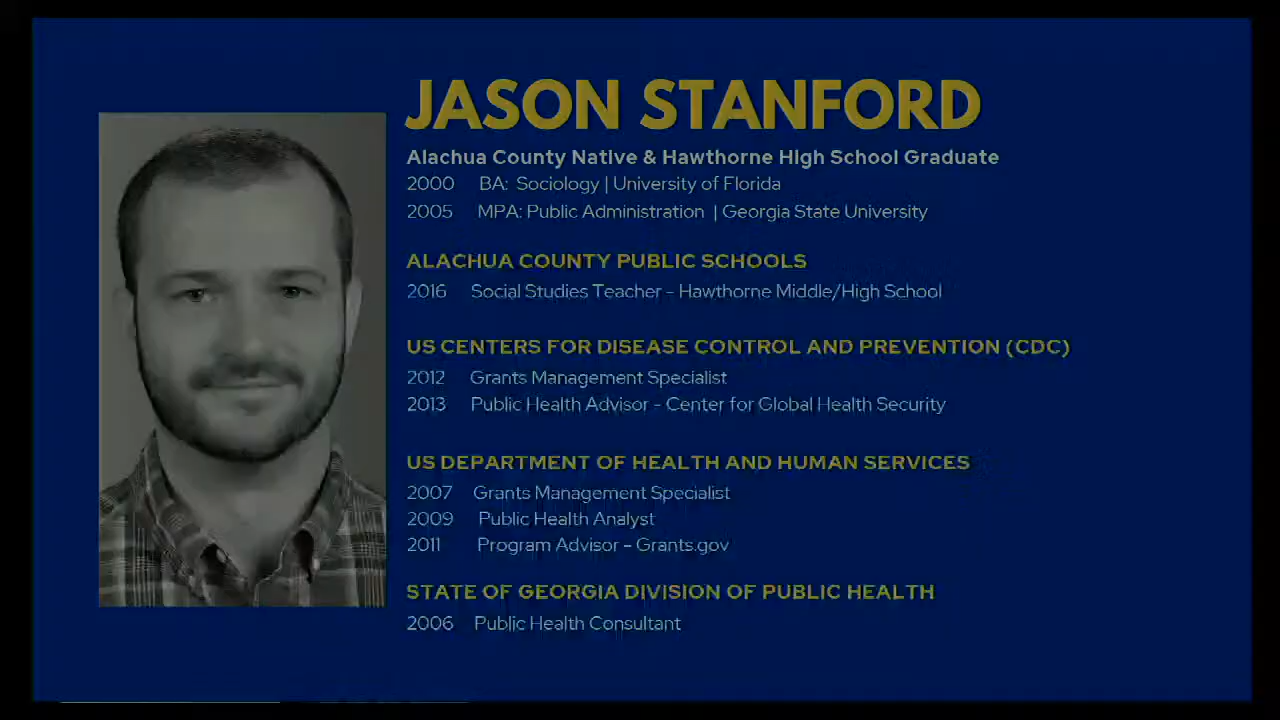 JASON STANFORD
Alachua County Native & Hawthorne HIgh School Graduate
2000 BA: Sociology | University of Florida
2005 MPA: Public Administration | Georgia State University
ALACHUA COUNTY PUBLIC SCHOOLS
2016 Social Studies Teacher - Hawthorne Middle/High School
US CENTERS FOR DISEASE CONTROL AND PREVENTION (CDC)
2012 Grants Management Specialist
2013 Public Health Advisor - Center for Global Health Security
US DEPARTMENT OF HEALTH AND HUMAN SERVICES
2007 Grants Management Specialist
2009 Public Health Analyst
2011 Program Advisor - Grants.gov
STATE OF GEORGIA DIVISION OF PUBLIC HEALTH
2006 Public Health Consultant